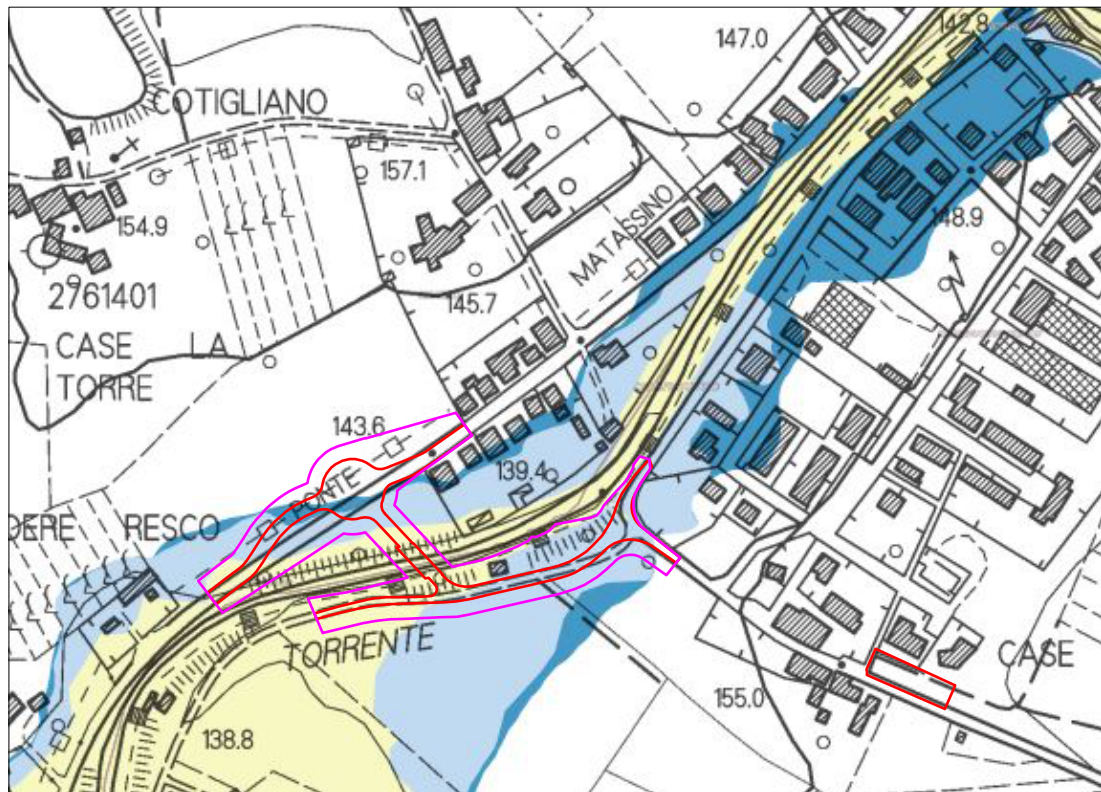 142.8
147.0
COTIGLIANO
157.1
154.9
148.9
MATASSINO
2761401
145.7
CASE LA
TORRE
143.6
139.4
PONTE
DERE RESCO
TORRENTE
CASE
155.0
138.8